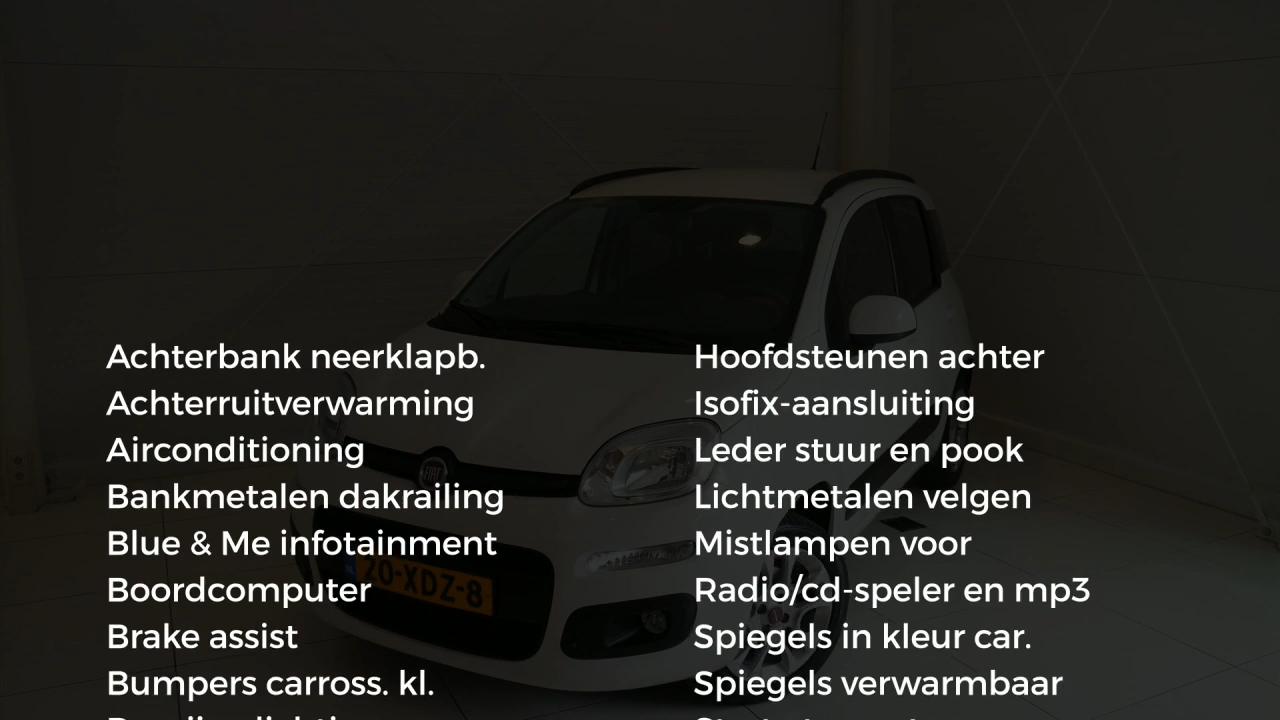 Achterbank neerklapb.
Achterruitverwarming
Airconditioning
Bankmetalen dakrailing
Blue & Me infotainment
Boordcomputer
Brake assist
Bumpers carross. kl.
Hoofdsteunen achter
Isofix-aansluiting
Leder stuur en pook
Lichtmetalen velgen
Mistlampen voor
Radio/cd-speler en mp3
Spiegels in kleur car.
Spiegels verwarmbaar
FIAT
20-XDZ-8